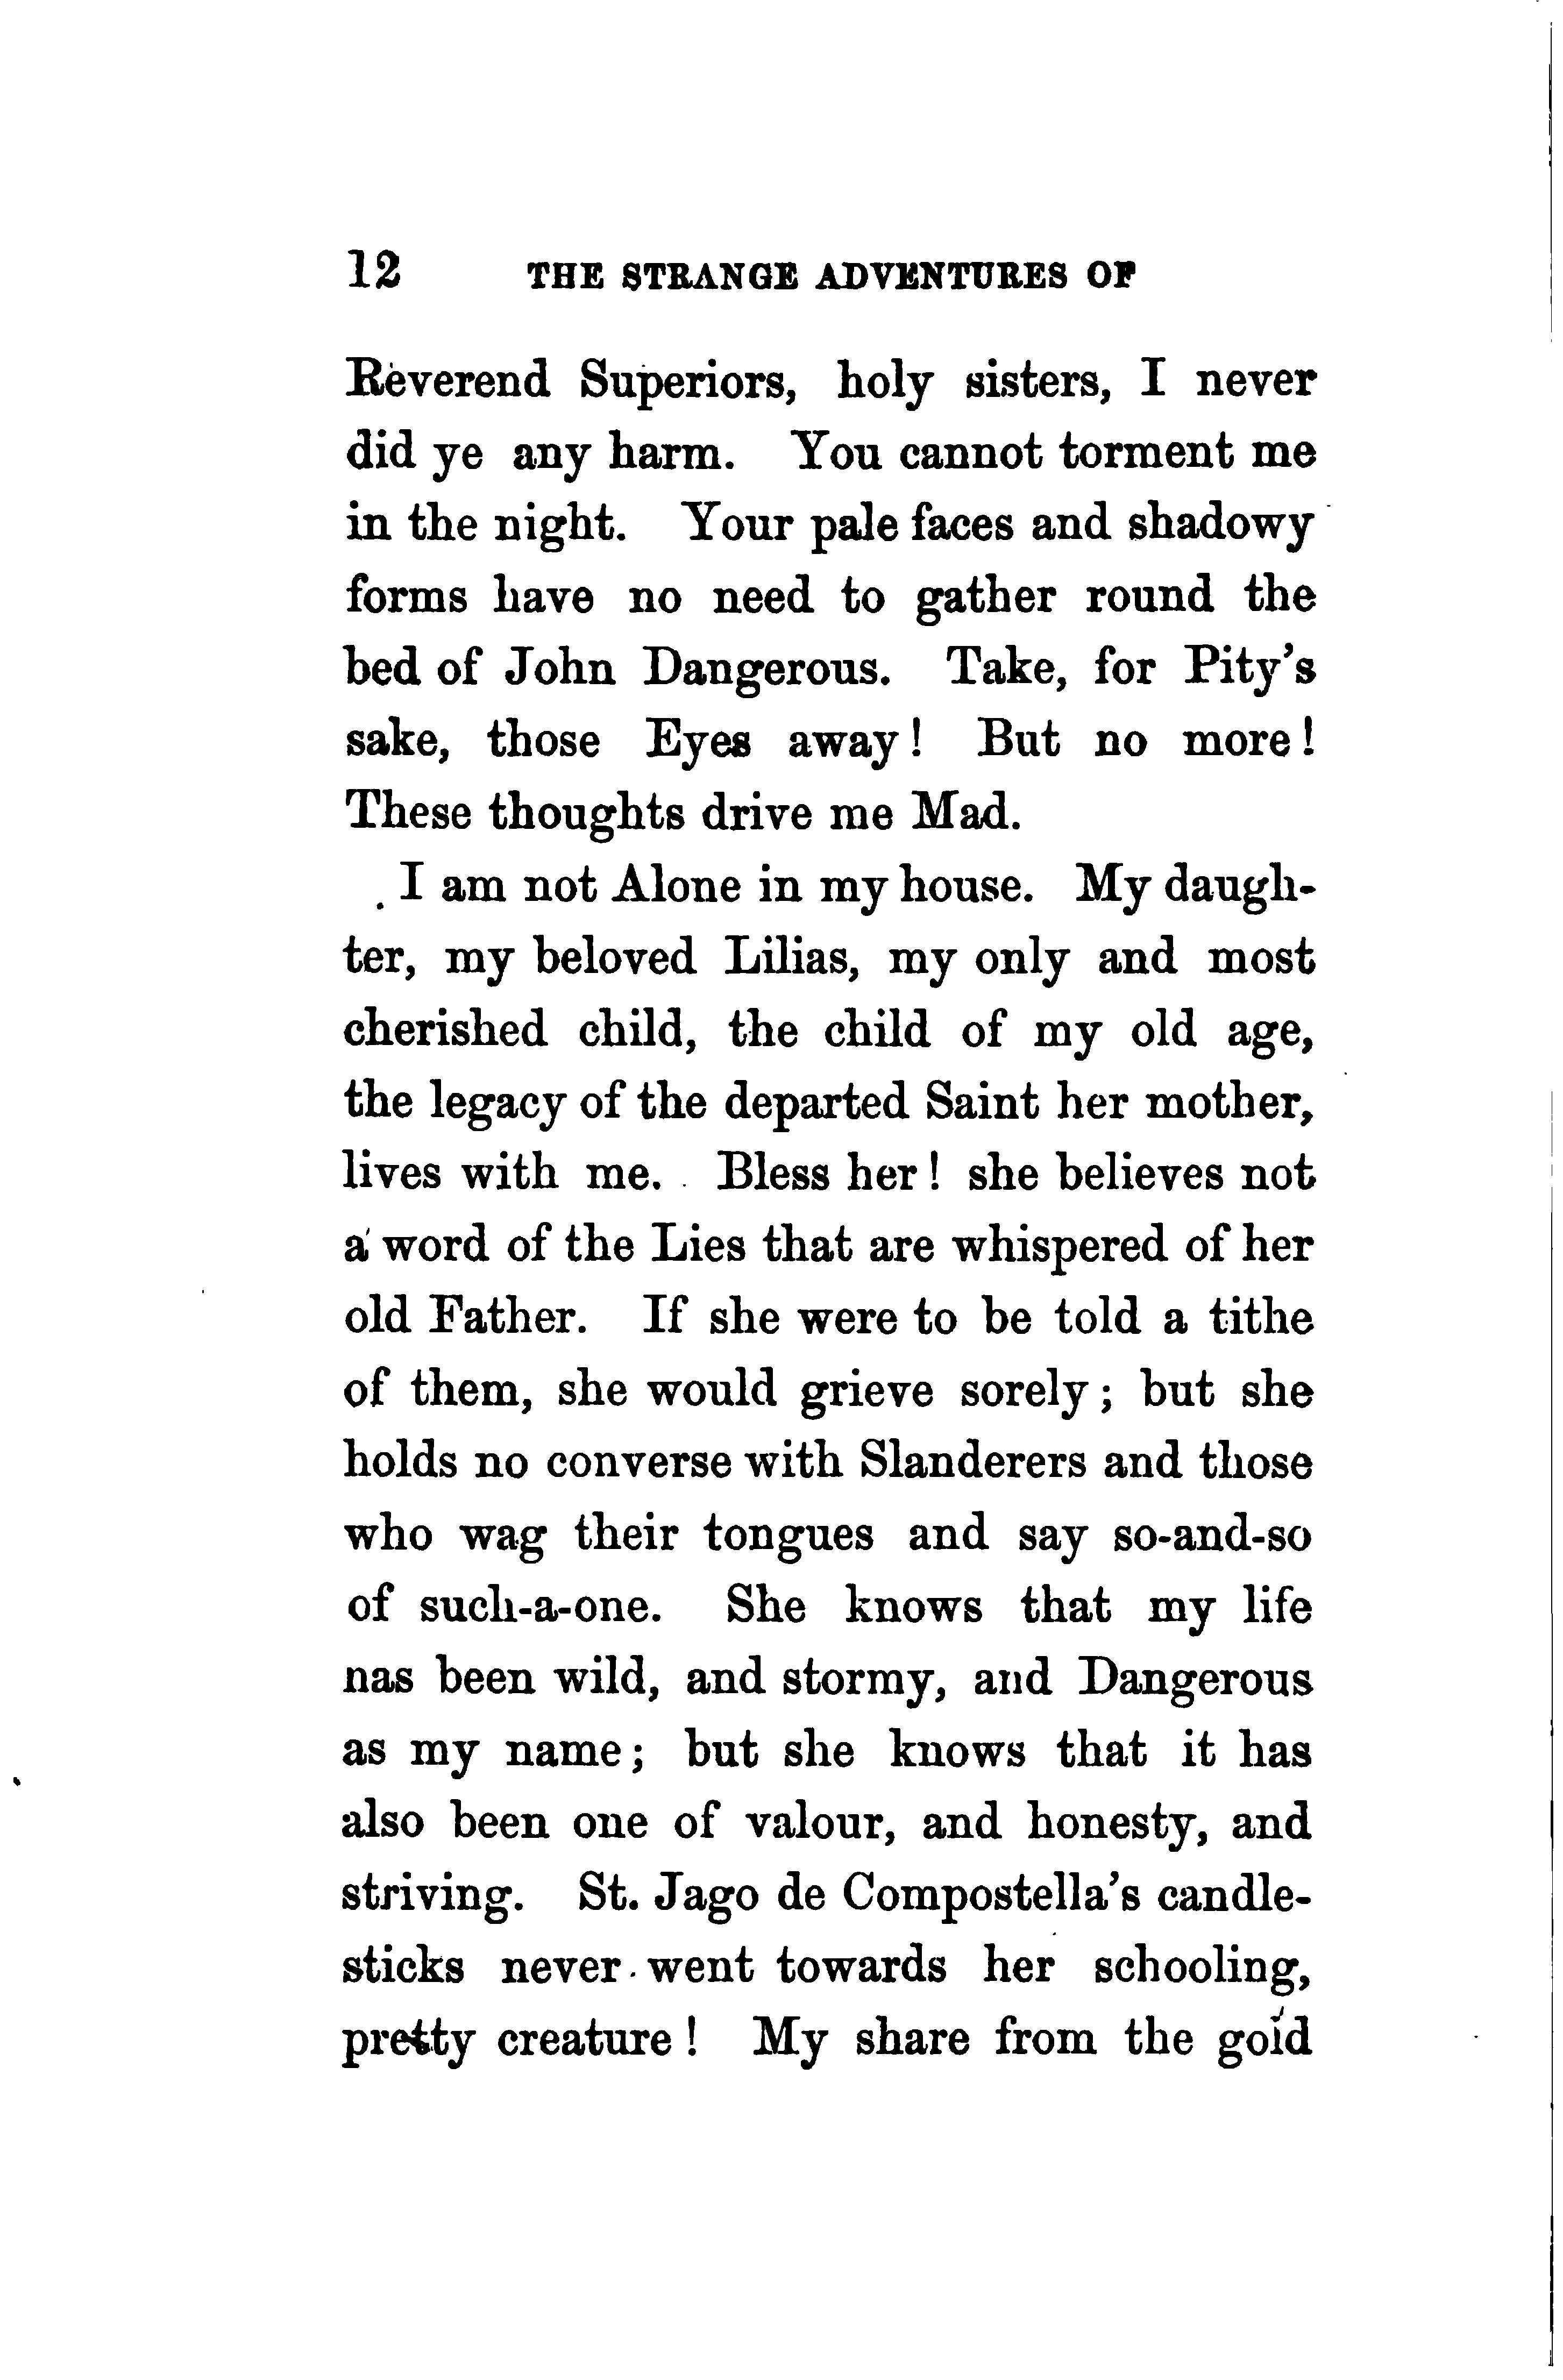 12 THE STRANGE ADVENTURES OF
Reverend Superiors, holy sisters, I never
did ye any harm. You cannot torment me
in the night. Your pale faces and shadowy
forms have no need to gather round the
bed of John Dangerous. Take, for Pity's
sake, those Eyes away! But no more!
These thoughts drive me Mad.
I am not Alone in my house. My daugh-
ter, my beloved Lilias, my only and most
cherished child, the child of my old age,
the legacy of the departed Saint her mother,
lives with me. Bless her! she believes not
a word of the Lies that are whispered of her
old Father. If she were to be told a tithe
of them, she would grieve sorely; but she
holds no converse with Slanderers and those
who wag their tongues and say so-and-so
of such-a-one. She knows that my life
nas been wild, and stormy, and Dangerous
as my name; but she knows that it has
also been one of valour, and honesty, and
striving. St. Jago de Compostella's candle-
sticks never went towards her schooling,
pretty creature! My share from the gold